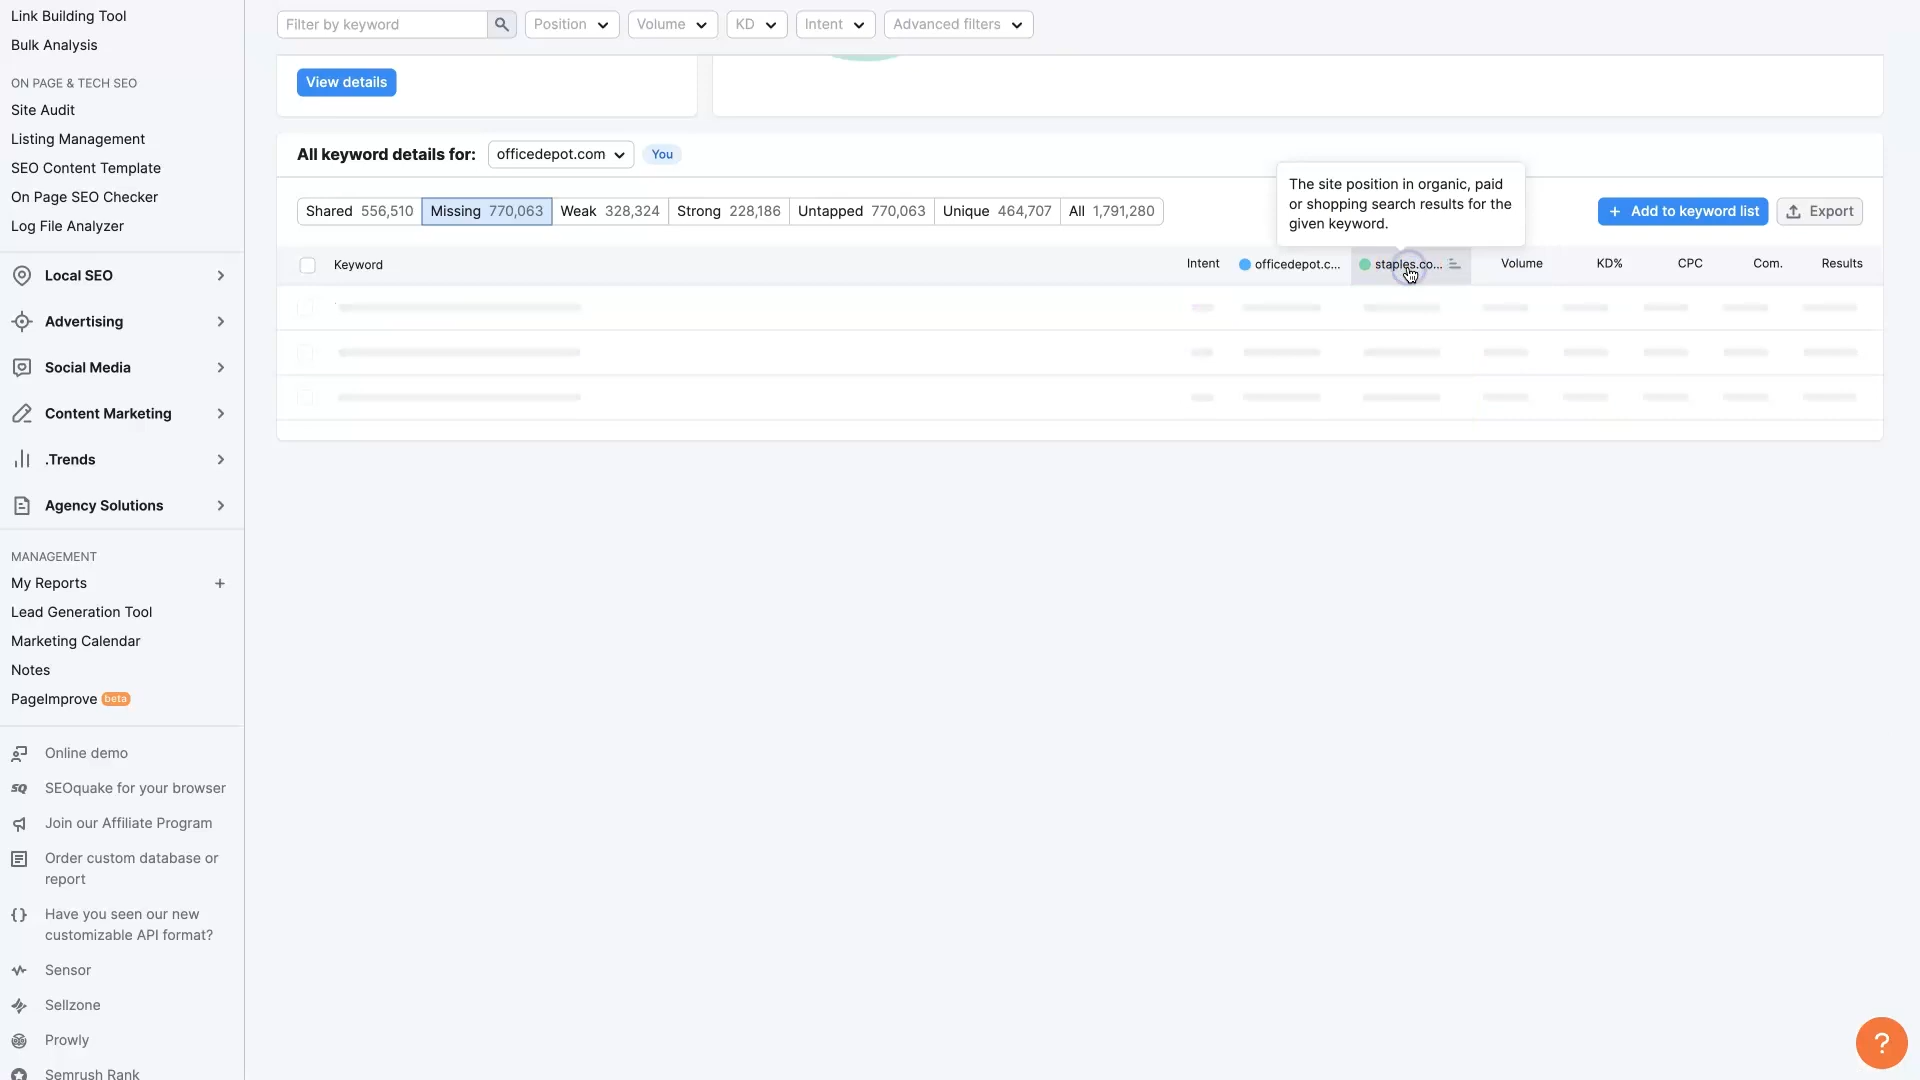 Link Building Tool
Bulk Analysis
ON PAGE & TECH SEO
Site Audit
Listing Management
SEO Content Template
On Page SEO Checker
Log File Analyzer
Local SEO
Advertising
Social Media
Content Marketing
.Trends
Agency Solutions
MANAGEMENT
My Reports +
Lead Generation Tool
Marketing Calendar
Notes
PageImprove beta
Online demo
SQ SEOquake for your browser
Join our Affiliate Program
Order custom database or
report
{} Have you seen our new
customizable API format?
Sensor
Sellzone
Prowly
Semrush Rank
Filter by keyword Position Volume KD Intent Advanced filters
View details
All keyword details for: officedepot.com You
The site position in organic, paid
or shopping search results for the
given keyword.
Shared 556,510 Missing 770,063 Weak 328,324 Strong 228,186 Untapped 770,063 Unique 464,707 All 1,791,280 + Add to keyword list Export
Keyword Intent officedepot.c... staples.co... Volume KD% CPC Com. Results
?